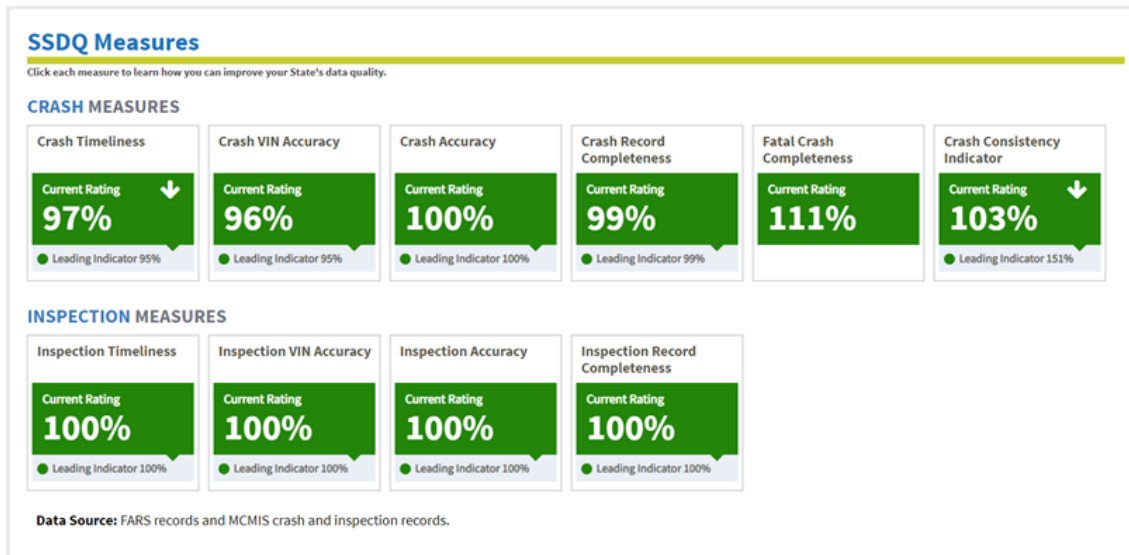 SSDQ Measures
Click each measure to learn how you can improve your State's data quality.
CRASH MEASURES
Crash Timeliness
Current Rating
97%
Leading Indicator 95%
Crash VIN Accuracy
Current Rating
96%
Leading Indicator 95%
Crash Accuracy
Current Rating
100%
Leading Indicator 100%
Crash Record
Completeness
Current Rating
99%
Leading Indicator 99%
Fatal Crash
Completeness
Current Rating
111%
Crash Consistency
Indicator
Current Rating
103%
Leading Indicator 151%
INSPECTION MEASURES
Inspection Timeliness
Current Rating
100%
Leading Indicator 100%
Inspection VIN Accuracy
Current Rating
100%
Leading Indicator 100%
Inspection Accuracy
Current Rating
100%
Leading Indicator 100%
Inspection Record
Completeness
Current Rating
100%
Leading Indicator 100%
Data Source: FARS records and MCMIS crash and inspection records.